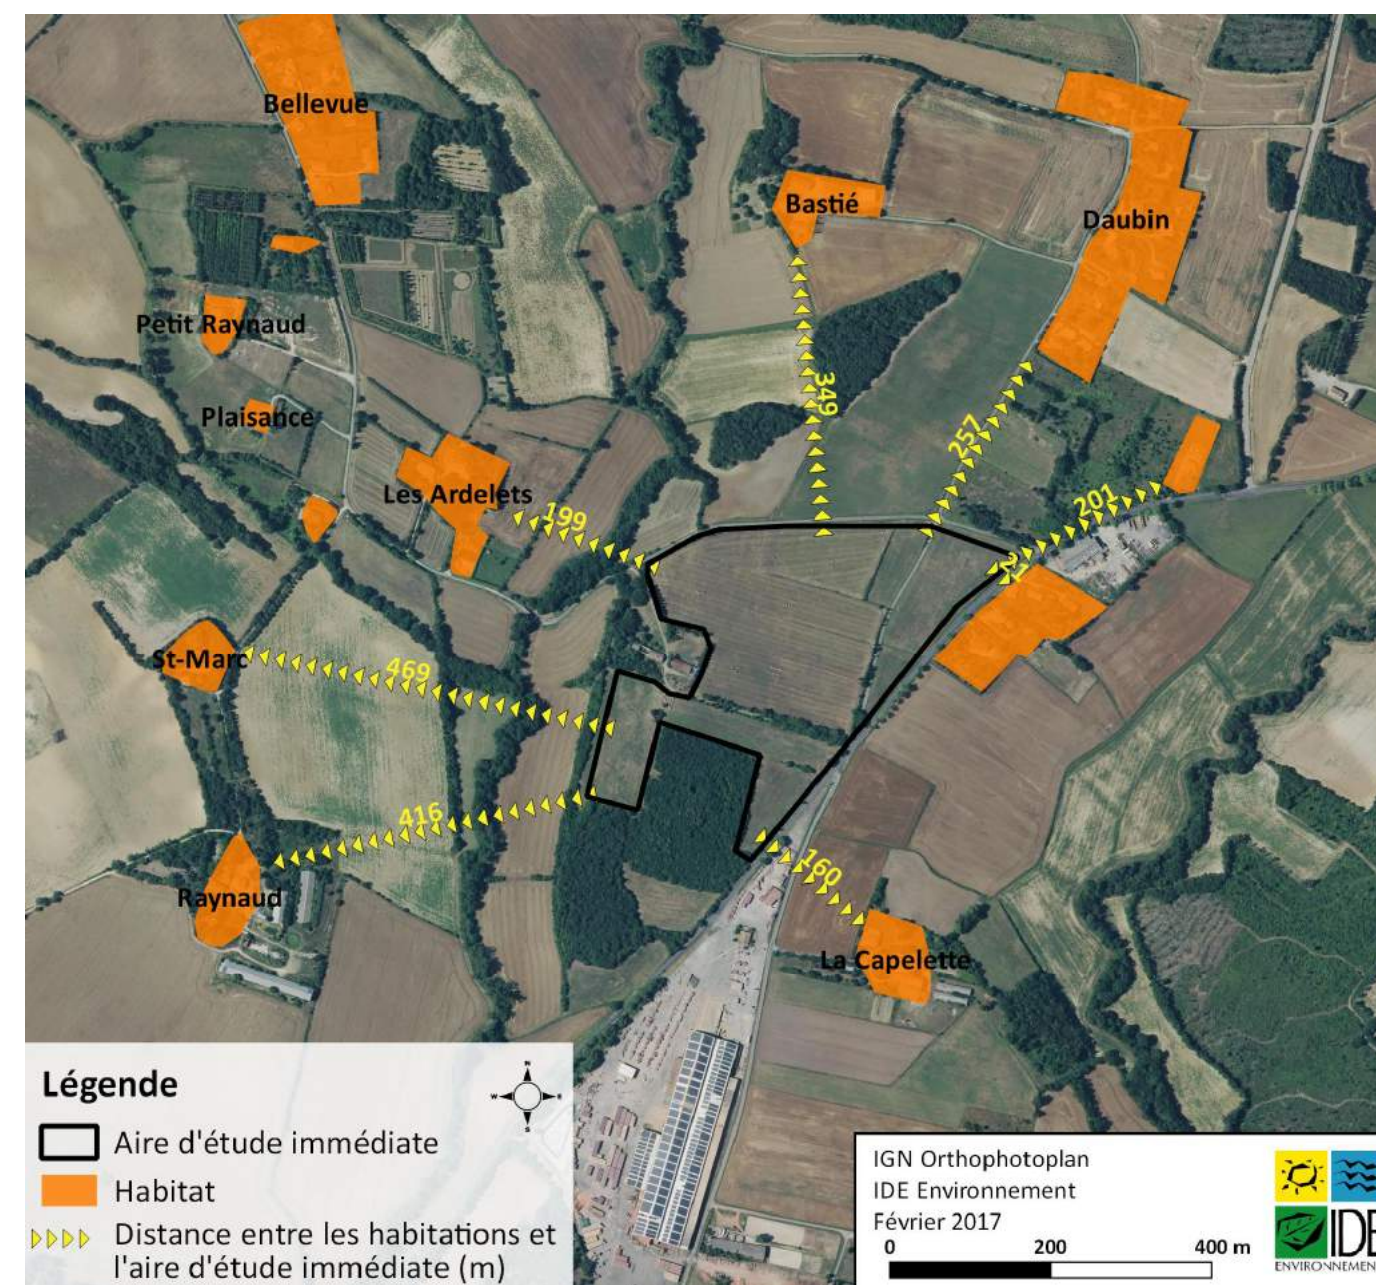 Bellevue
Bastié
Daubin
Petit Raynaud
349
Plaisance
257
Les Ardelets
199
201
21
St-Marc
469
416
160
Raynaud
La Capelette
Légende
N
W E
S
Aire d'étude immédiate
Habitat
Distance entre les habitations et
l'aire d'étude immédiate (m)
IGN Orthophotoplan
IDE Environnement
Février 2017
0 200 400 m
IDE
ENVIRONNEMEN